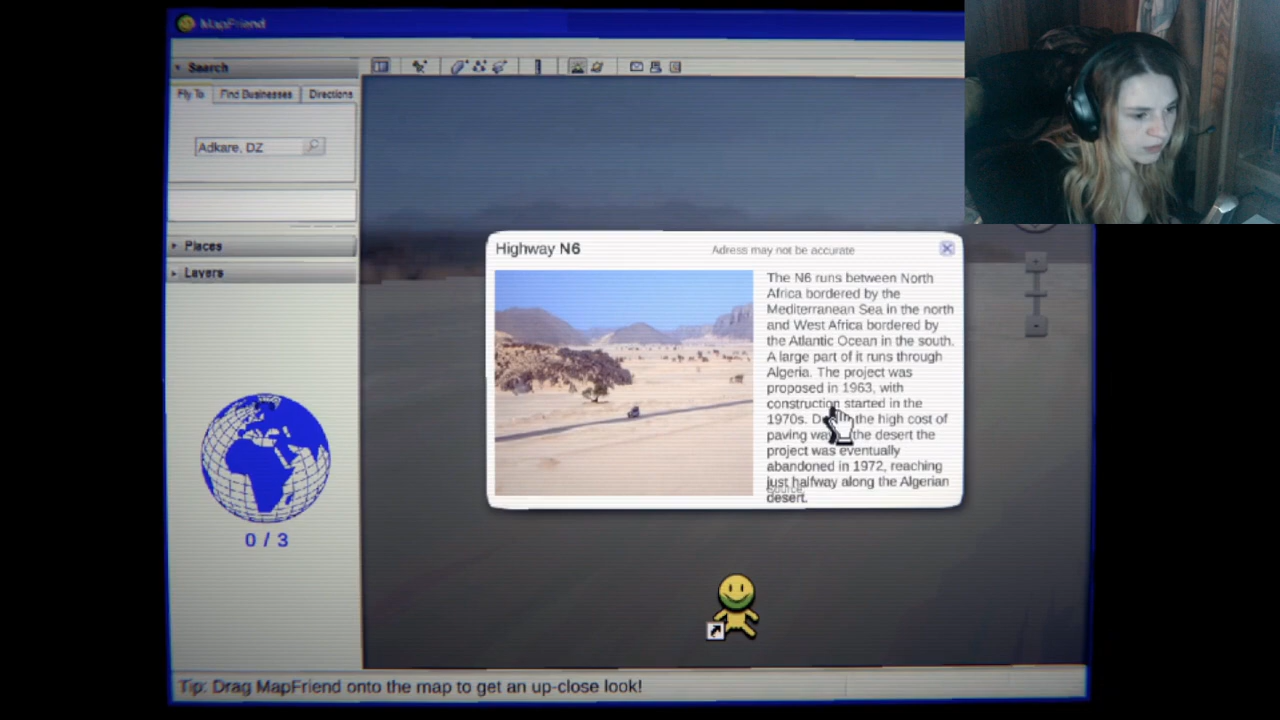 MapFriend
Search
Fly To
Find Businesses
Directions
Adkare, DZ
Places
Layers
0 / 3
Highway N6
Adress may not be accurate
The N6 runs between North
Africa bordered by the
Mediterranean Sea in the north
and West Africa bordered by
the Atlantic Ocean in the south.
A large part of it runs through
Algeria. The project was
proposed in 1963, with
construction started in the
1970s. the high cost of
paving the desert the
project was eventually
abandoned in 1972, reaching
just halfway along the Algerian
Source
desert.
Tip: Drag MapFriend onto the map to get an up-close look!